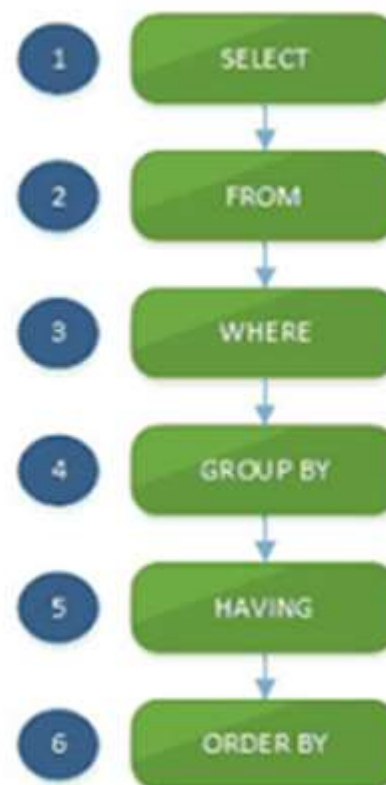 1 SELECT
2 FROM
3 WHERE
4 GROUP BY
5 HAVING
6 ORDER BY